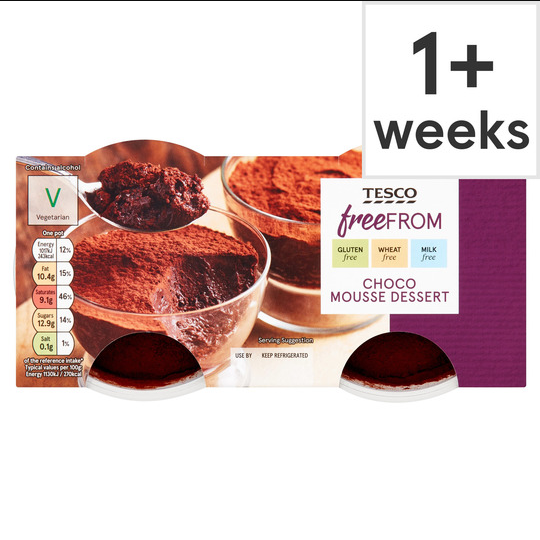 1+
weeks
Contains alcohol
V
Vegetarian
One pot
Energy
1017kJ
243kcal
12%
Fat
10.4g
15%
Saturates
9.1g
46%
Sugars
12.9g
14%
Salt
0.1g
1%
of the reference intake*
Typical values per 100g:
Energy 1130kJ / 270kcal
TESCO
freeFROM
GLUTEN free
WHEAT free
MILK free
CHOCO
MOUSSE DESSERT
Serving Suggestion
USE BY KEEP REFRIGERATED